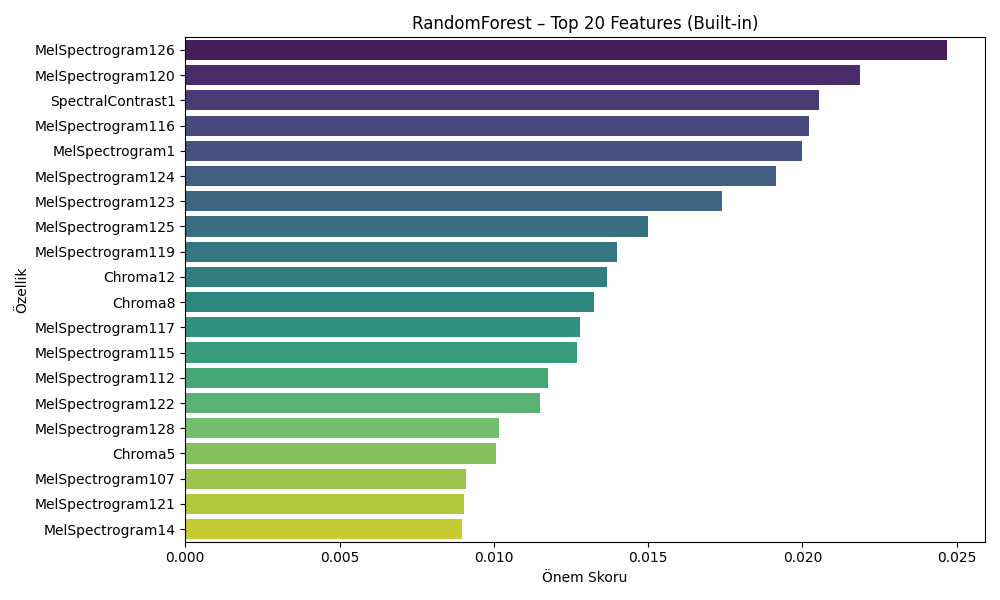 RandomForest – Top 20 Features (Built-in)
MelSpectrogram126
MelSpectrogram120
SpectralContrast1
MelSpectrogram116
MelSpectrogram1
MelSpectrogram124
MelSpectrogram123
MelSpectrogram125
MelSpectrogram119
Chroma12
Chroma8
MelSpectrogram117
MelSpectrogram115
MelSpectrogram112
MelSpectrogram122
MelSpectrogram128
Chroma5
MelSpectrogram107
MelSpectrogram121
MelSpectrogram14
Özellik
0.000 0.005 0.010 0.015 0.020 0.025
Önem Skoru